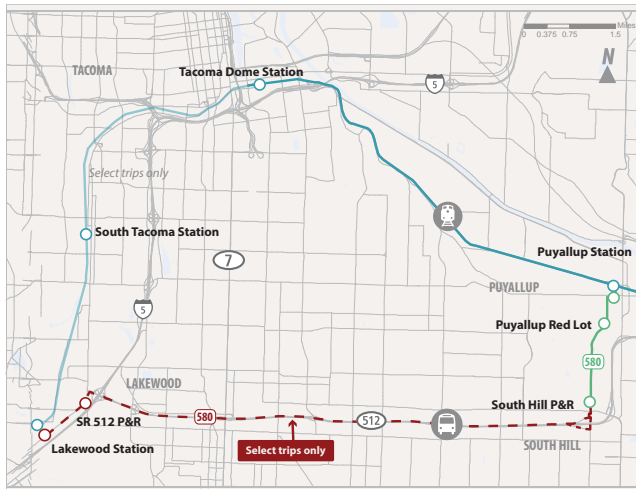 Miles
0 0.375 0.75 1.5
N
TACOMA
Tacoma Dome Station
5
Select trips only
South Tacoma Station
7
Puyallup Station
PUYALLUP
5
Puyallup Red Lot
580
LAKEWOOD
South Hill P&R
SR 512 P&R
580
512
Lakewood Station
Select trips only
SOUTH HILL